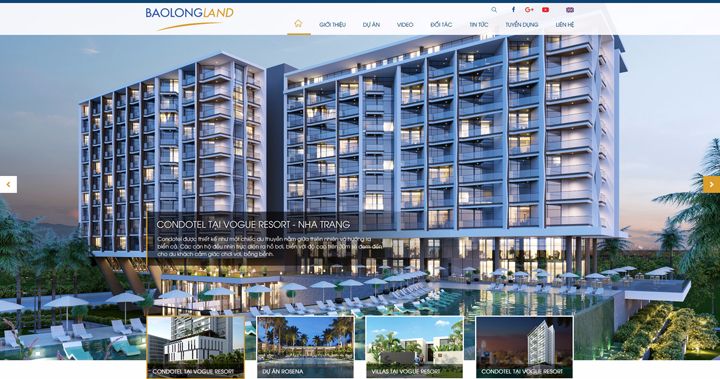 BAOLONGLAND
GIỚI THIỆU DỰ ÁN VIDEO ĐỐI TÁC TIN TỨC TUYỂN DỤNG LIÊN HỆ
CONDOTEL TẠI VOGUE RESORT - NHA TRANG
Condotel được thiết kế như một chiếc du thuyền nằm giữa thiên nhiên và hướng ra
biển cả. Các căn hộ đều nhìn trực diện ra hồ bơi, biển với độ cao trên 20m sẽ đem đến
cho du khách cảm giác chơi vơi, bồng bềnh.
CONDOTEL TẠI VOGUE RESORT
DỰ ÁN ROSENA
VILLAS TẠI VOGUE RESORT
CONDOTEL TẠI VOGUE RESORT